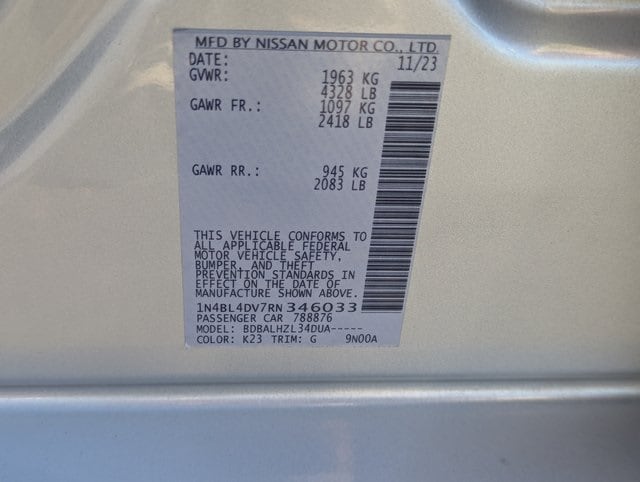 MFD BY NISSAN MOTOR CO., LTD.
DATE: 11/23
GVWR: 1963 KG
4328 LB
GAWR FR.: 1097 KG
2418 LB
GAWR RR.: 945 KG
2083 LB
THIS VEHICLE CONFORMS TO
ALL APPLICABLE FEDERAL
MOTOR VEHICLE SAFETY,
BUMPER, AND THEFT
PREVENTION STANDARDS IN
EFFECT ON THE DATE OF
MANUFACTURE SHOWN ABOVE.
1N4BL4DV7RN346033
PASSENGER CAR 788876
MODEL: BDBALHZL34DUA-----
COLOR: K23 TRIM: G 9N00A